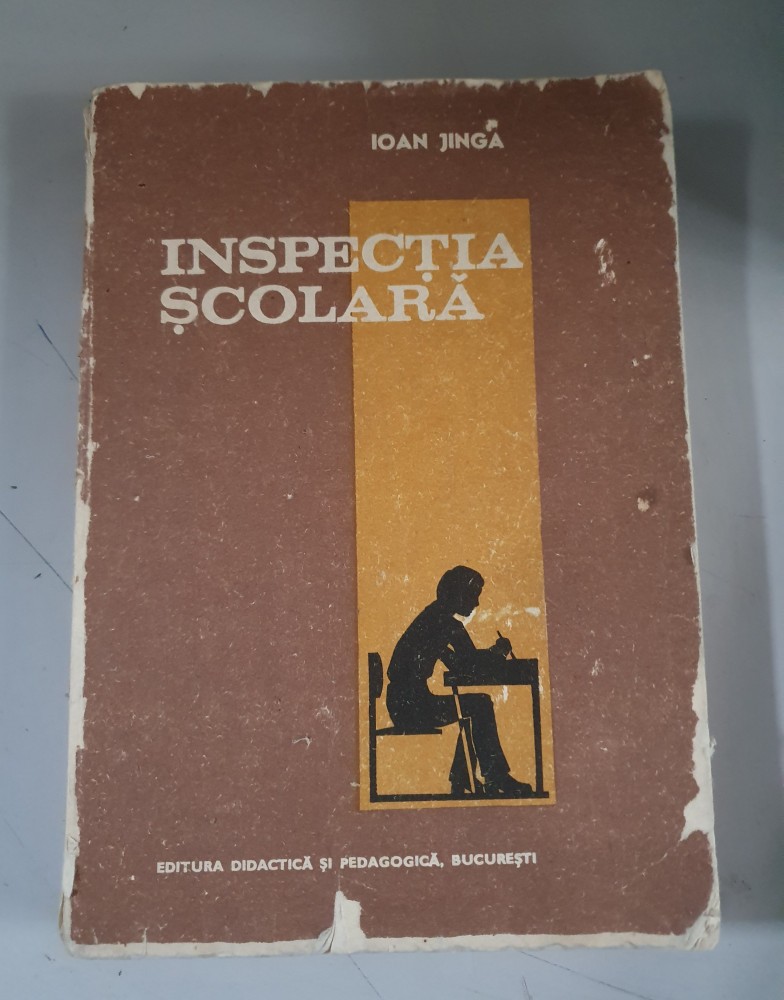 IOAN JINGA
INSPECȚIA
ȘCOLARĂ
EDITURA DIDACTICĂ ȘI PEDAGOGICĂ, BUCUREȘTI